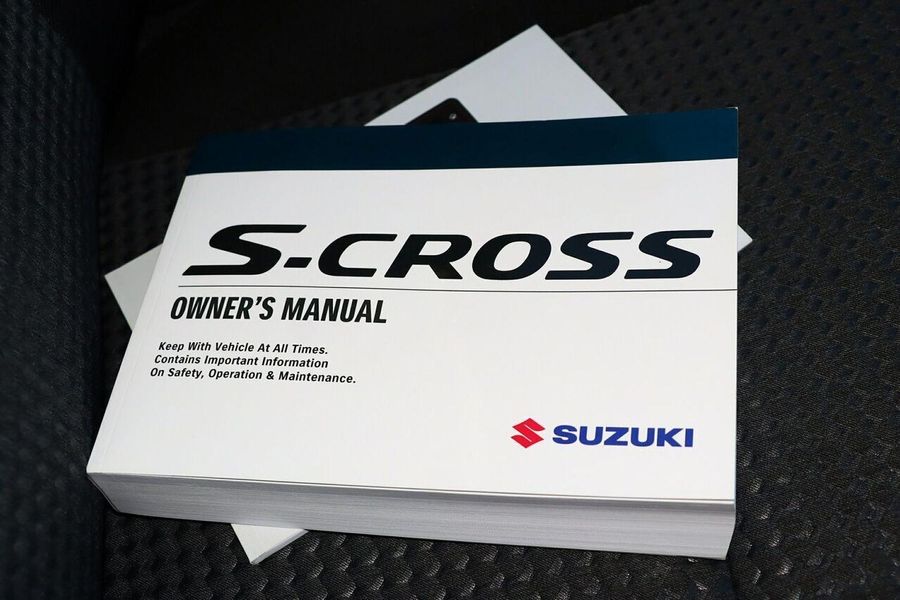 S-CROSS
OWNER'S MANUAL
Keep With Vehicle At All Times.
Contains Important Information
On Safety, Operation & Maintenance.
SUZUKI